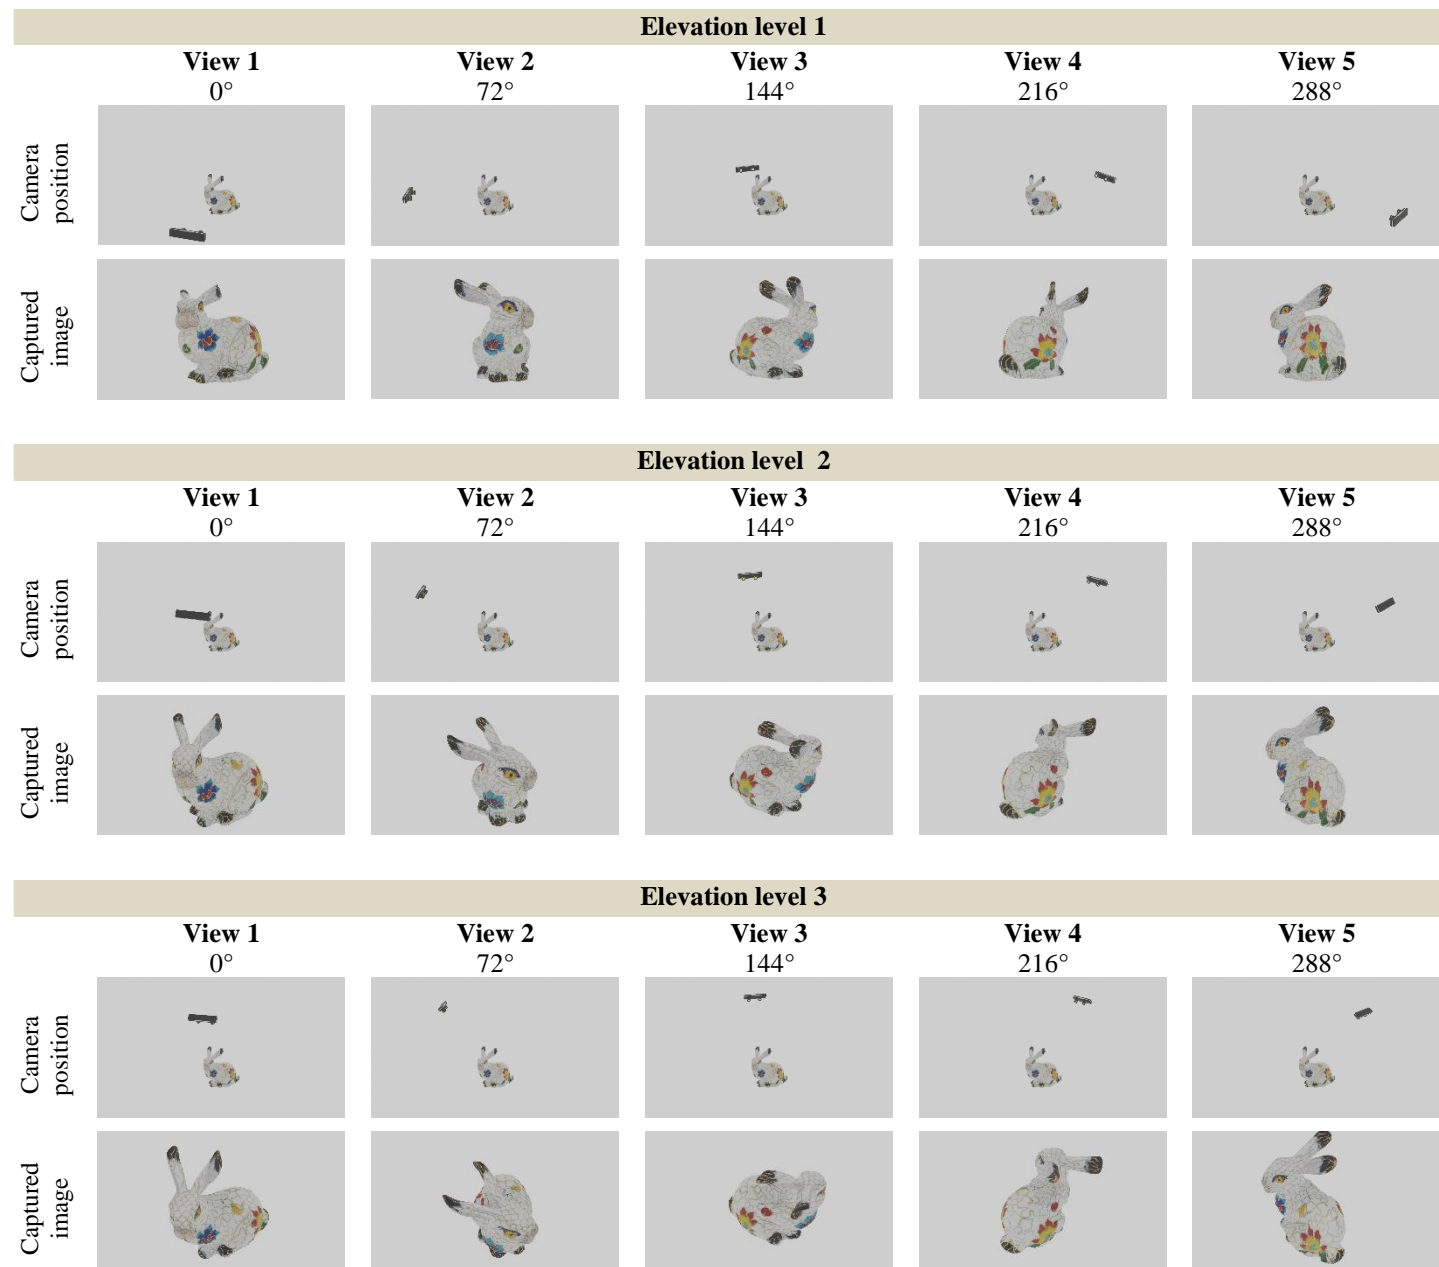 Elevation level 1
View 1 View 2 View 3 View 4 View 5
0° 72° 144° 216° 288°
Camera
position
Captured
image
Elevation level 2
View 1 View 2 View 3 View 4 View 5
0° 72° 144° 216° 288°
Camera
position
Captured
image
Elevation level 3
View 1 View 2 View 3 View 4 View 5
0° 72° 144° 216° 288°
Camera
position
Captured
image